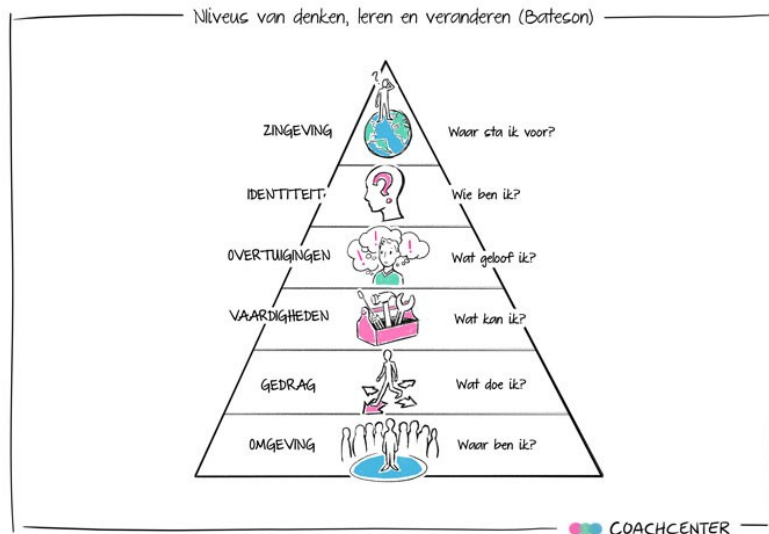 Niveus van denken, leren en veranderen (Bateson)
ZINGEVING Waar sta ik voor?
IDENTITEIT Wie ben ik?
OVERTUIGINGEN Wat geloof ik?
VAARDIGHEDEN Wat kan ik?
GEDRAG Wat doe ik?
OMGEVING Waar ben ik?
COACHCENTER